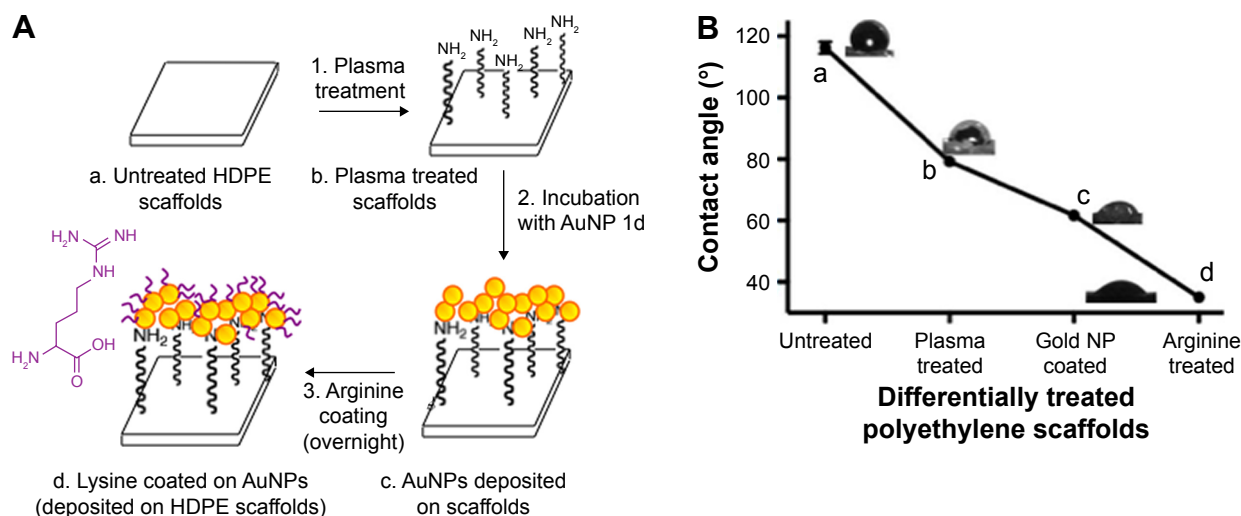 A
NH2
NH2
NH2
NH2
NH2
1. Plasma
treatment
a. Untreated HDPE
scaffolds
b. Plasma treated
scaffolds
2. Incubation
with AuNP 1d
H2N
NH
NH
H2N
OH
O
NH2
NH2
3. Arginine
coating
(overnight)
d. Lysine coated on AuNPs
(deposited on HDPE scaffolds)
c. AuNPs deposited
on scaffolds
B
Contact angle (°)
120
100
80
60
40
a
b
c
d
Untreated
Plasma
treated
Gold NP
coated
Arginine
treated
Differentially treated
polyethylene scaffolds